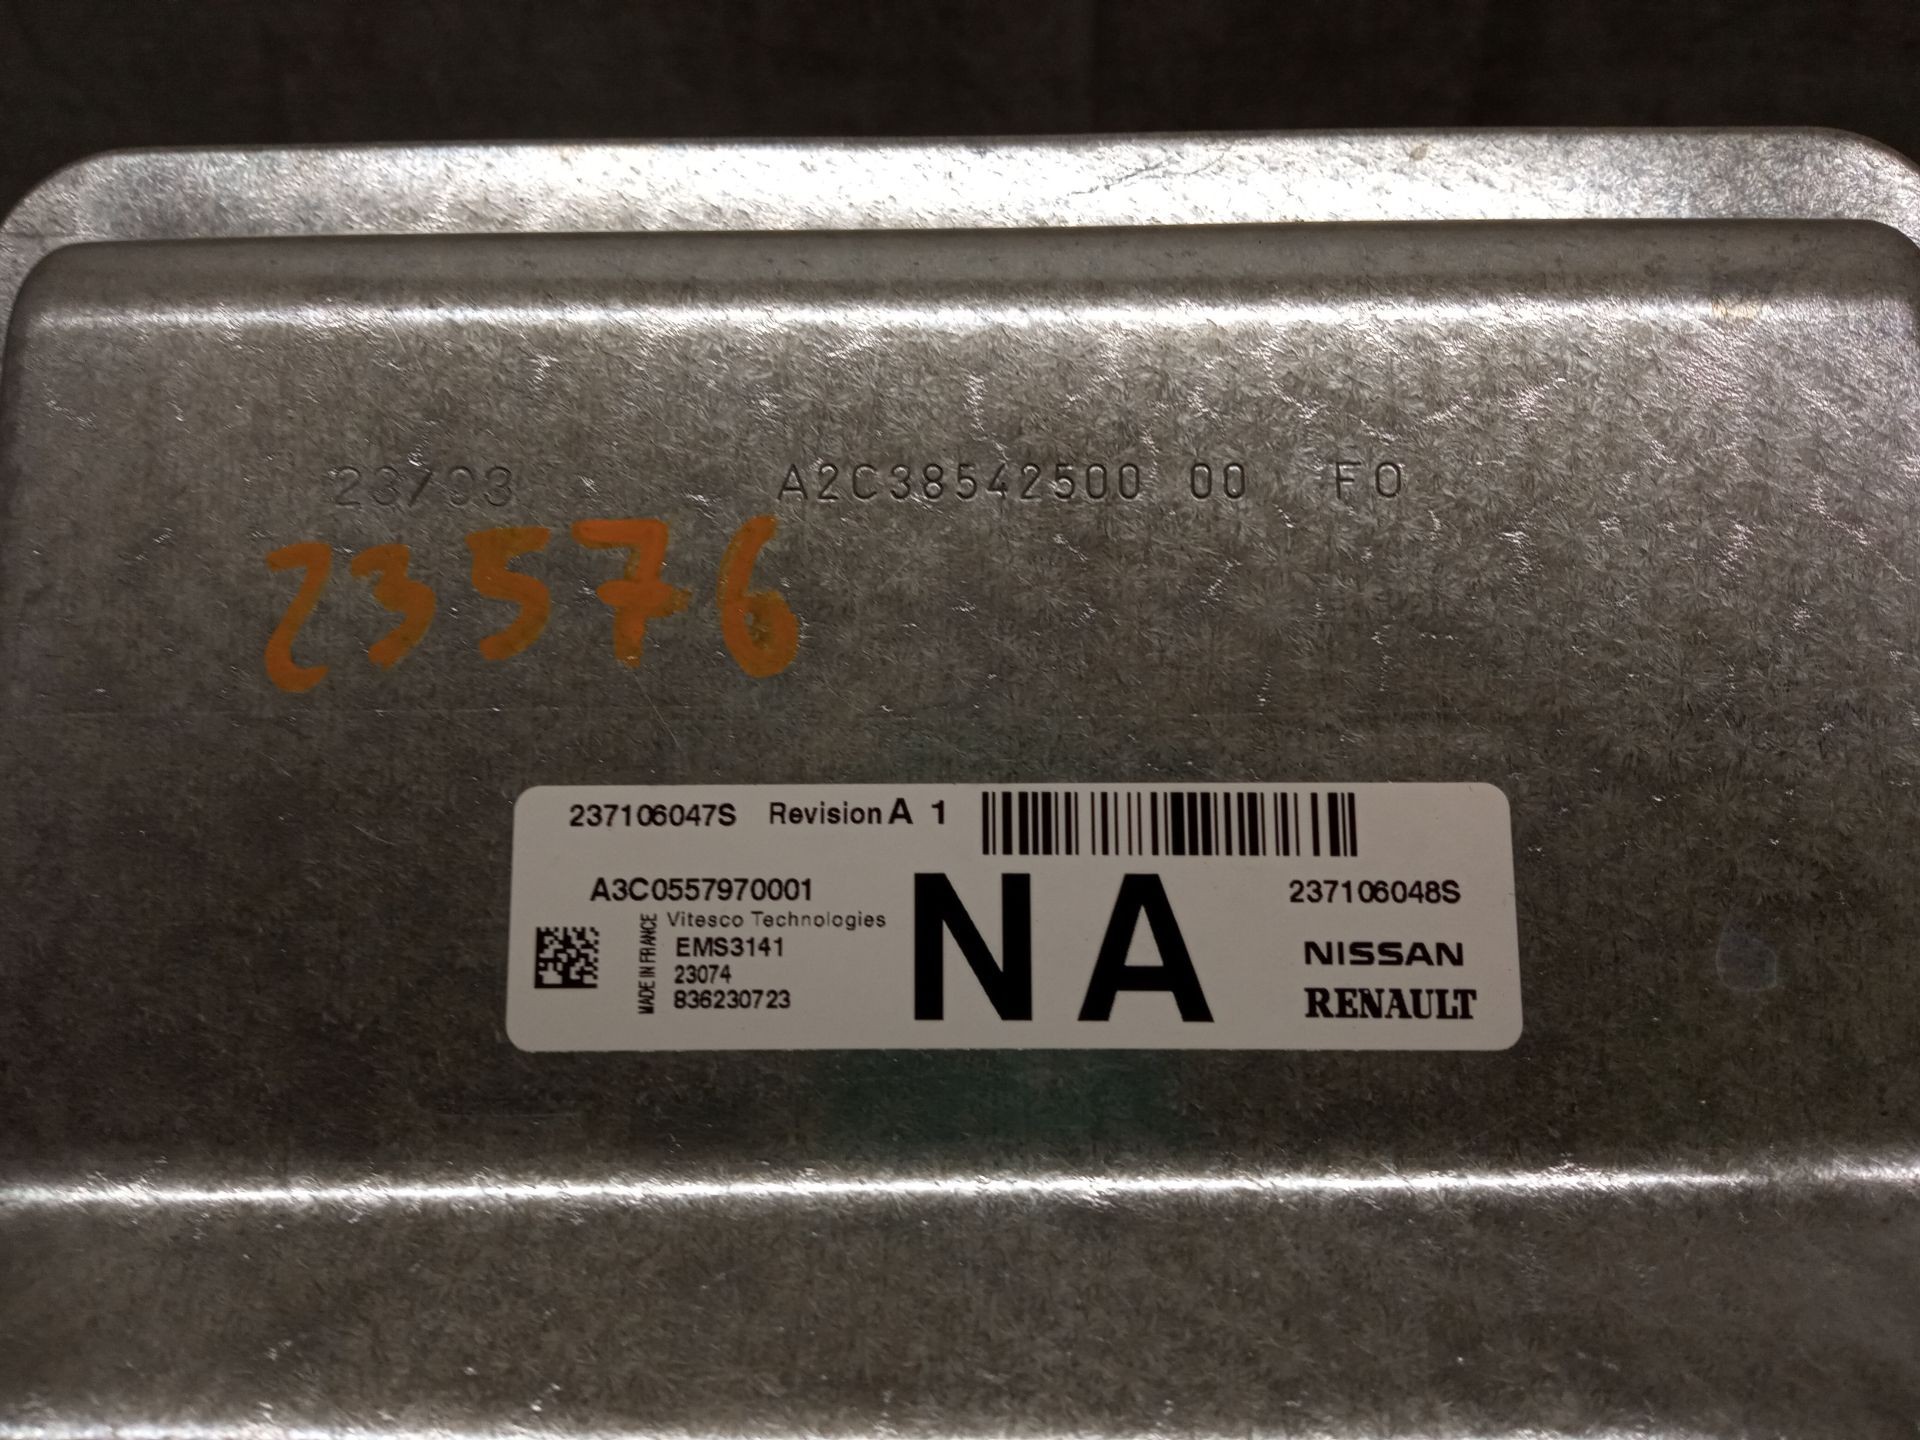 23/03 A2C38542500 00 F0
23576
237106047S Revision A 1
A3C0557970001
237106048S
Vitesco Technologies
MADE IN FRANCE
EMS3141
23074
836230723
NA
NISSAN
RENAULT